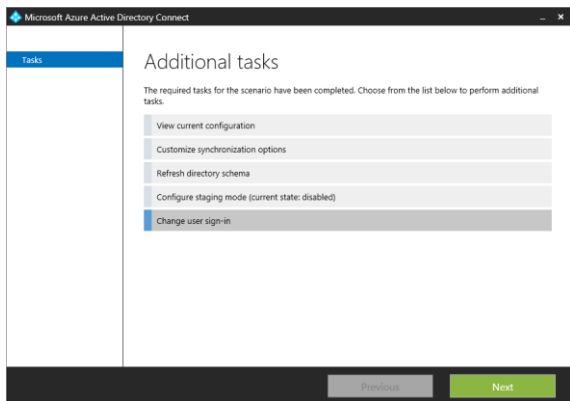 Microsoft Azure Active Directory Connect
Tasks
Additional tasks
The required tasks for the scenario have been completed. Choose from the list below to perform additional
tasks.
View current configuration
Customize synchronization options
Refresh directory schema
Configure staging mode (current state: disabled)
Change user sign-in
Previous
Next